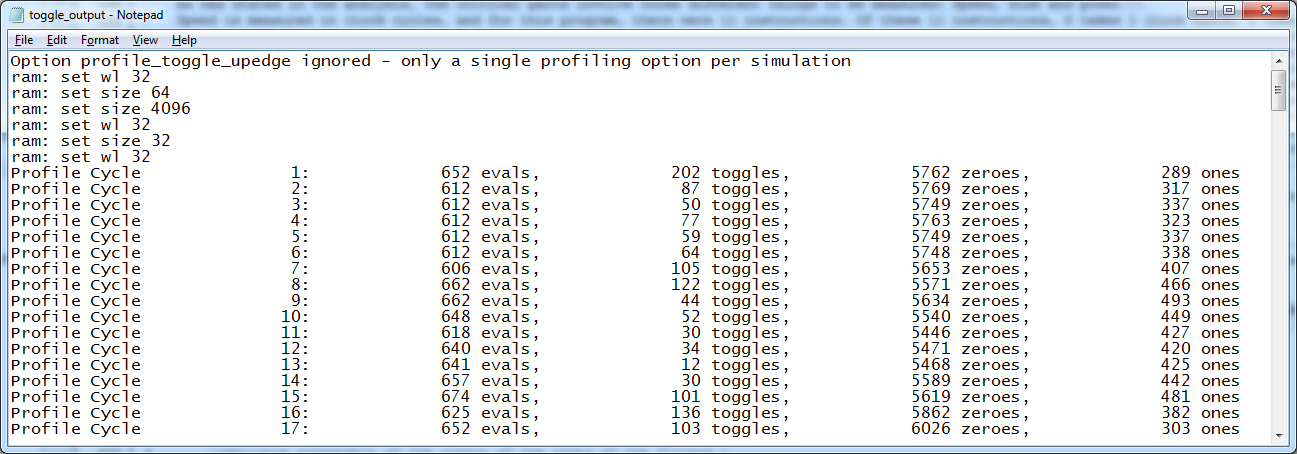 toggle_output - Notepad
File Edit Format View Help
Option profile_toggle_upedge ignored - only a single profiling option per simulation
ram: set wl 32
ram: set size 64
ram: set size 4096
ram: set wl 32
ram: set size 32
ram: set wl 32
Profile Cycle 1: 652 evals, 202 toggles, 5762 zeroes, 289 ones
Profile Cycle 2: 612 evals, 87 toggles, 5769 zeroes, 317 ones
Profile Cycle 3: 612 evals, 50 toggles, 5749 zeroes, 337 ones
Profile Cycle 4: 612 evals, 77 toggles, 5763 zeroes, 323 ones
Profile Cycle 5: 612 evals, 59 toggles, 5749 zeroes, 337 ones
Profile Cycle 6: 612 evals, 64 toggles, 5748 zeroes, 338 ones
Profile Cycle 7: 606 evals, 105 toggles, 5653 zeroes, 407 ones
Profile Cycle 8: 662 evals, 122 toggles, 5571 zeroes, 466 ones
Profile Cycle 9: 662 evals, 44 toggles, 5634 zeroes, 493 ones
Profile Cycle 10: 648 evals, 52 toggles, 5540 zeroes, 449 ones
Profile Cycle 11: 618 evals, 30 toggles, 5446 zeroes, 427 ones
Profile Cycle 12: 640 evals, 34 toggles, 5471 zeroes, 420 ones
Profile Cycle 13: 641 evals, 12 toggles, 5468 zeroes, 425 ones
Profile Cycle 14: 657 evals, 30 toggles, 5589 zeroes, 442 ones
Profile Cycle 15: 674 evals, 101 toggles, 5619 zeroes, 481 ones
Profile Cycle 16: 625 evals, 136 toggles, 5862 zeroes, 382 ones
Profile Cycle 17: 652 evals, 103 toggles, 6026 zeroes, 303 ones